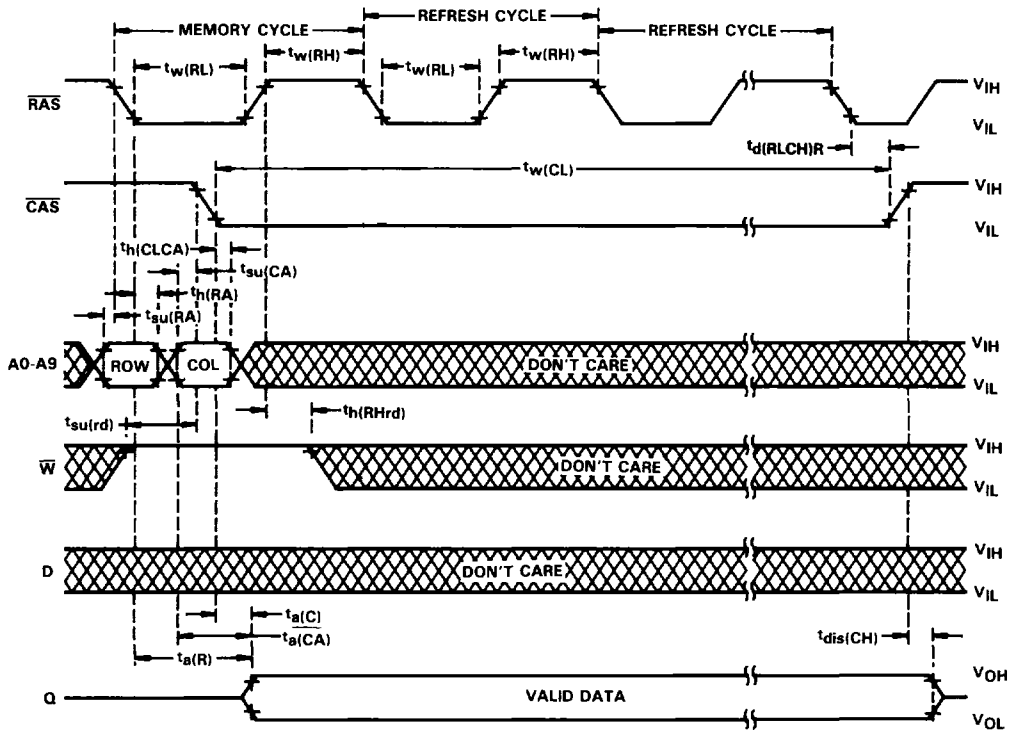 REFRESH CYCLE
MEMORY CYCLE
REFRESH CYCLE
tw(RH)
tw(RH)
tw(RL)
tw(RL)
RAS
VIH
VIL
td(RLCH)R
tw(CL)
CAS
VIH
VIL
th(CLCA)
tsu(CA)
th(RA)
tsu(RA)
A0-A9
ROW
COL
DON'T CARE
VIH
VIL
tsu(rd)
th(RHrd)
W
DON'T CARE
VIH
VIL
D
DON'T CARE
VIH
VIL
ta(C)
ta(CA)
tdis(CH)
ta(R)
Q
VALID DATA
VOH
VOL